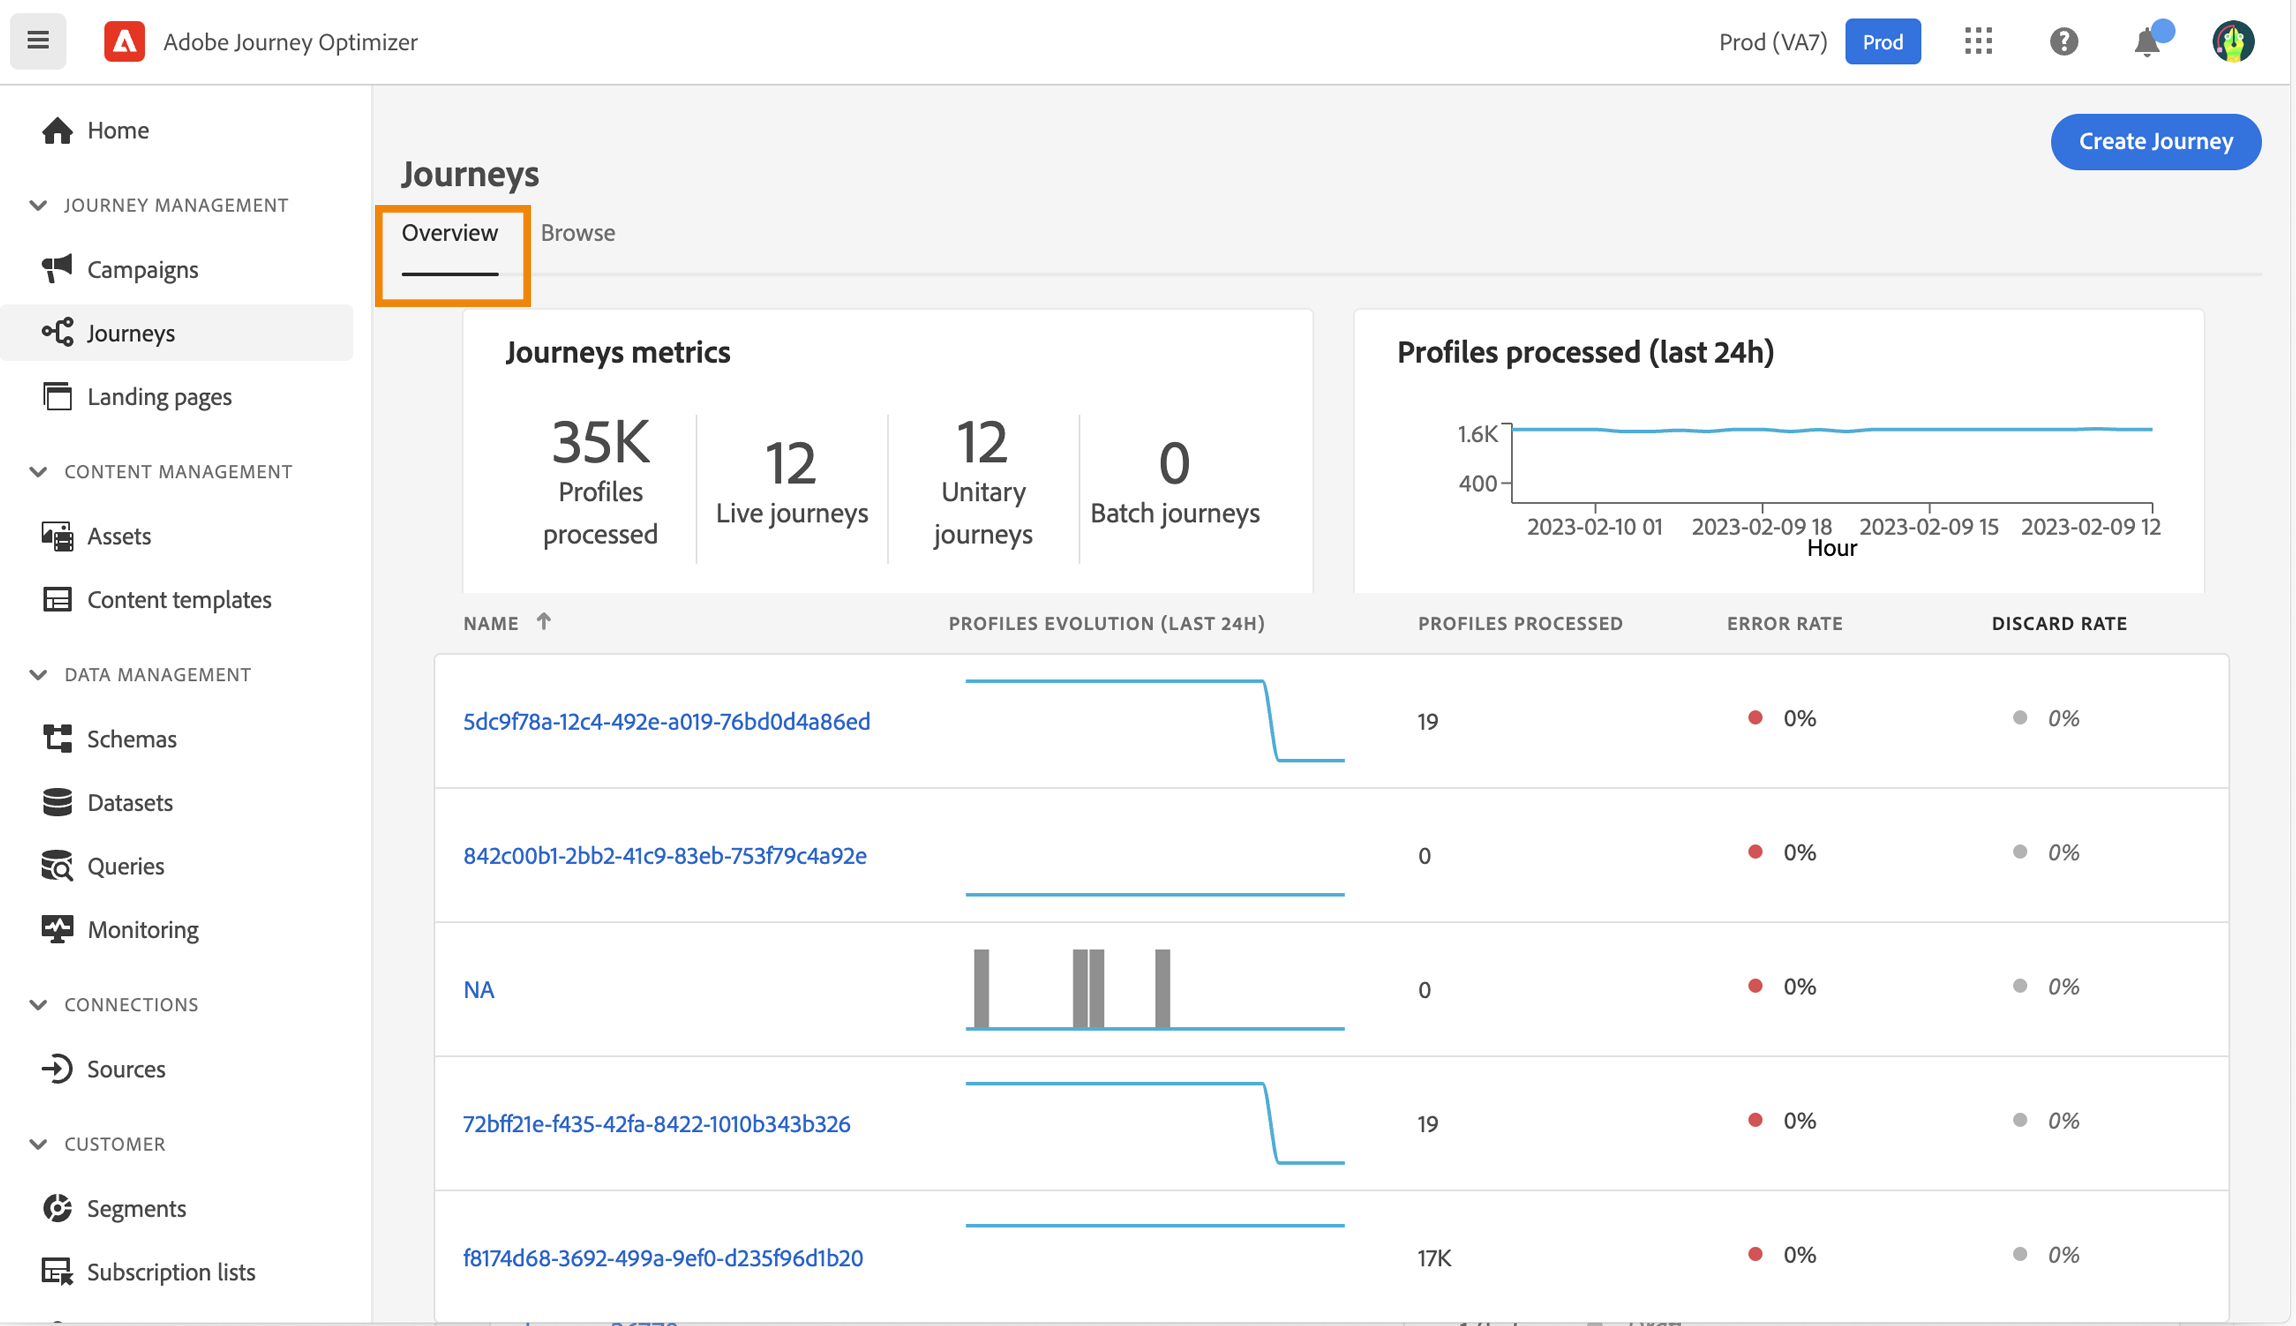 Adobe Journey Optimizer
Prod (VA7)
Prod
Home
JOURNEY MANAGEMENT
Campaigns
Journeys
Landing pages
CONTENT MANAGEMENT
Assets
Content templates
DATA MANAGEMENT
Schemas
Datasets
Queries
Monitoring
CONNECTIONS
Sources
CUSTOMER
Segments
Subscription lists
Journeys
Create Journey
Overview
Browse
Journeys metrics
35K
Profiles
processed
12
Live journeys
12
Unitary
journeys
0
Batch journeys
Profiles processed (last 24h)
1.6K
400
2023-02-10 01
2023-02-09 18
2023-02-09 15
2023-02-09 12
Hour
NAME
PROFILES EVOLUTION (LAST 24H)
PROFILES PROCESSED
ERROR RATE
DISCARD RATE
5dc9f78a-12c4-492e-a019-76bd0d4a86ed
19
0%
0%
842c00b1-2bb2-41c9-83eb-753f79c4a92e
0
0%
0%
NA
0
0%
0%
72bff21e-f435-42fa-8422-1010b343b326
19
0%
0%
f8174d68-3692-499a-9ef0-d235f96d1b20
17K
0%
0%